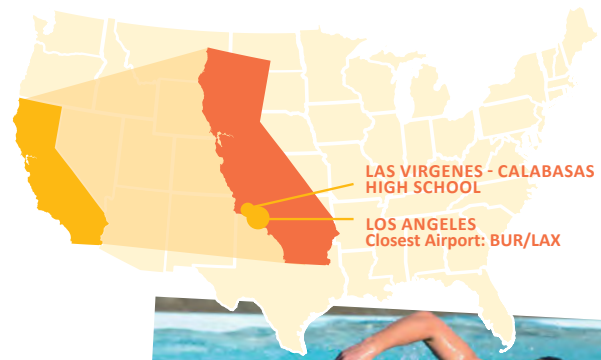 LAS VIRGENES - CALABASAS
HIGH SCHOOL
LOS ANGELES
Closest Airport: BUR/LAX